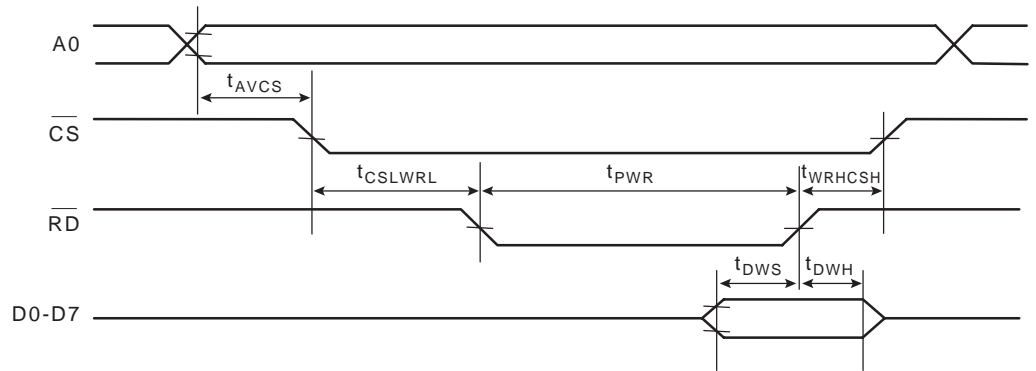 A0
tAVCS
CS
tCSLWRL tPWR tWRHCSH
RD
tDWS tDWH
D0-D7